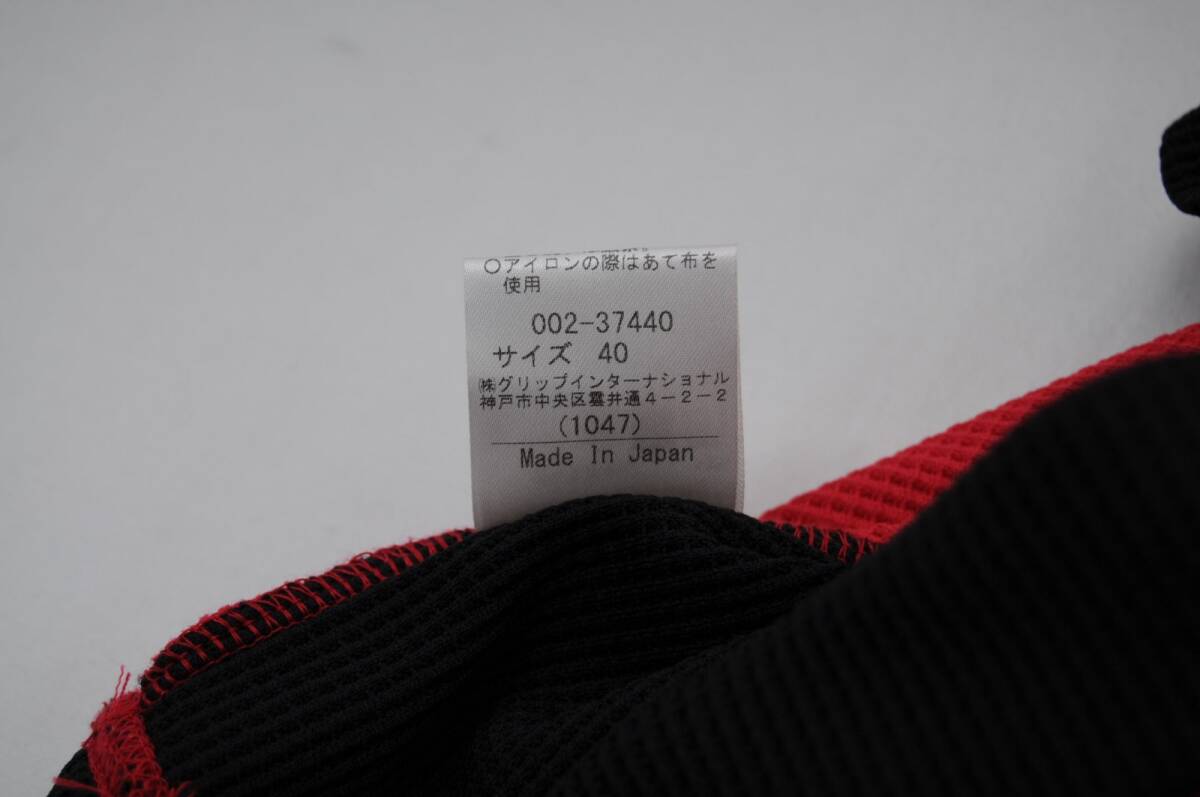 ○アイロンの際はあて布を
使用
002-37440
サイズ 40
㈱グリップインターナショナル
神戸市中央区雲井通4-2-2
(1047)
Made In Japan